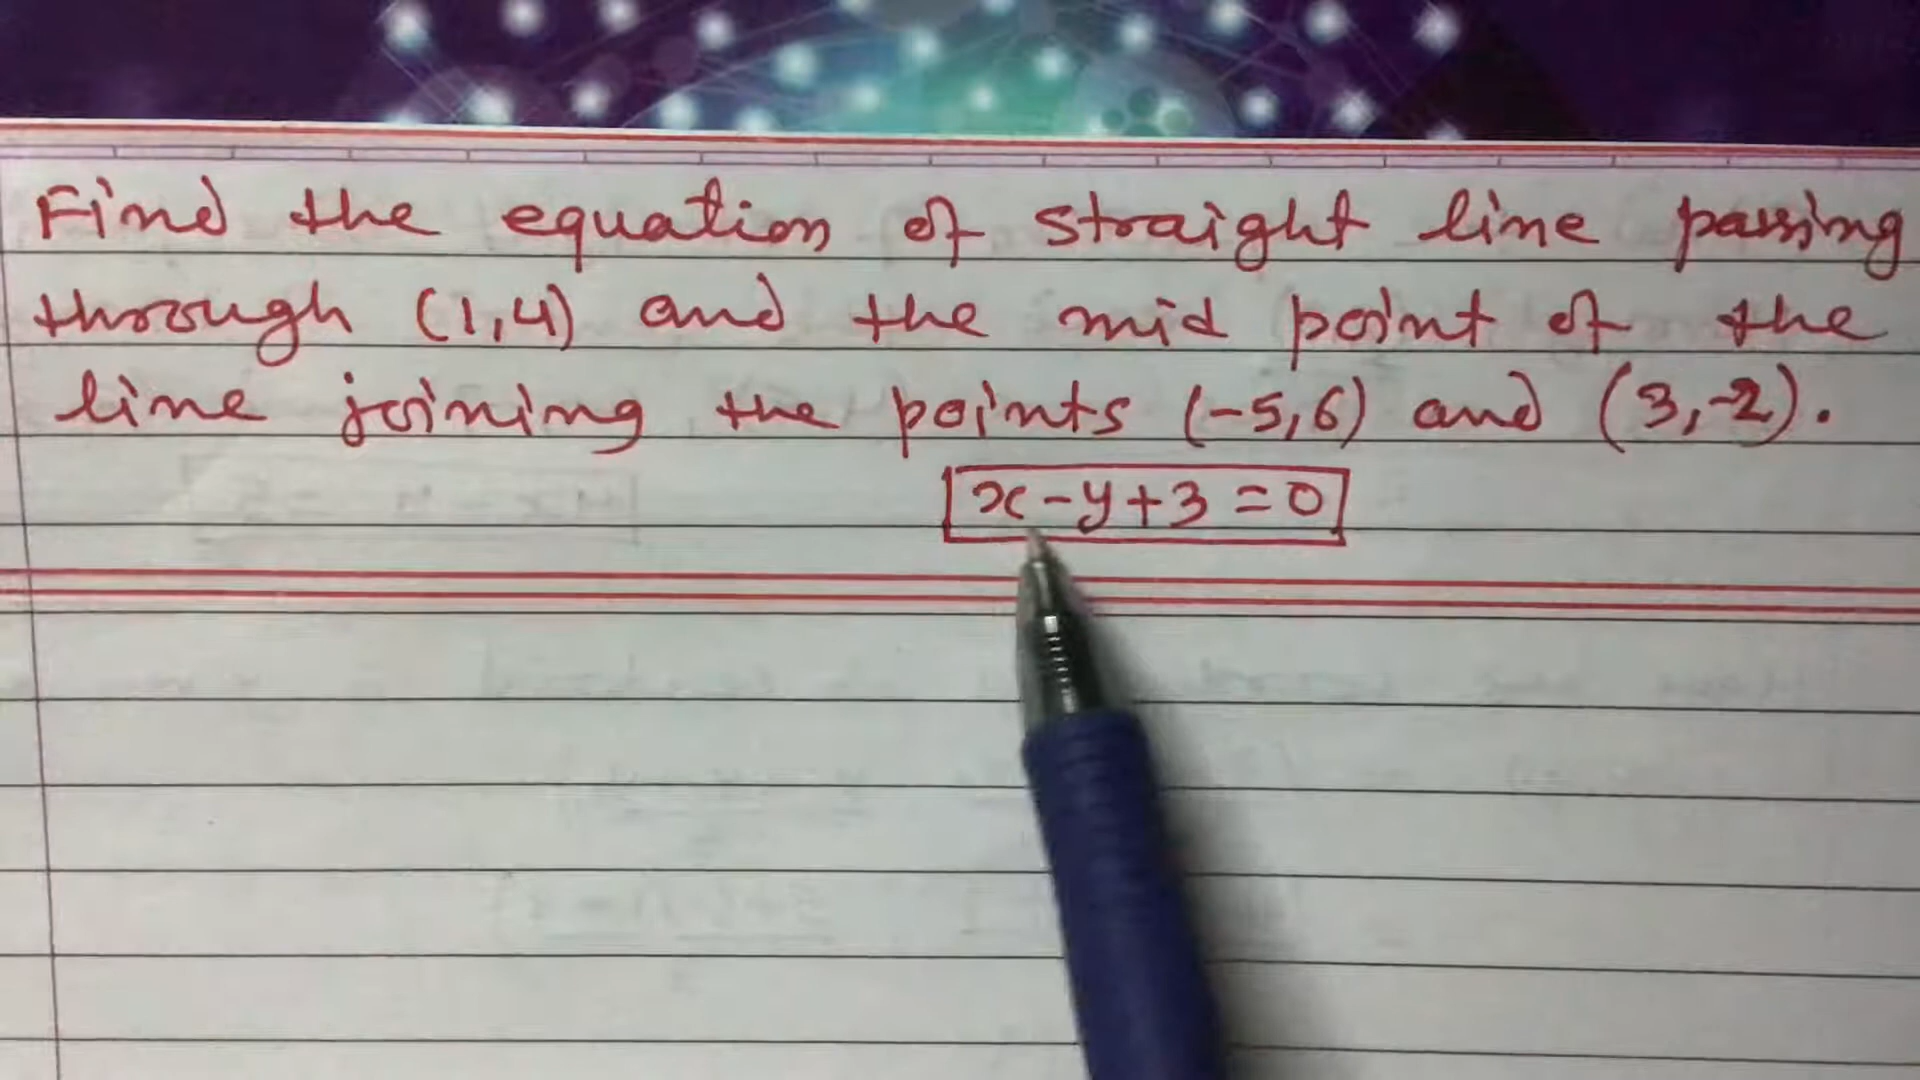 Find the equation of straight line passing
through (1,4) and the mid point of the
line joining the points (-5,6) and (3,-2).
x-y+3=0